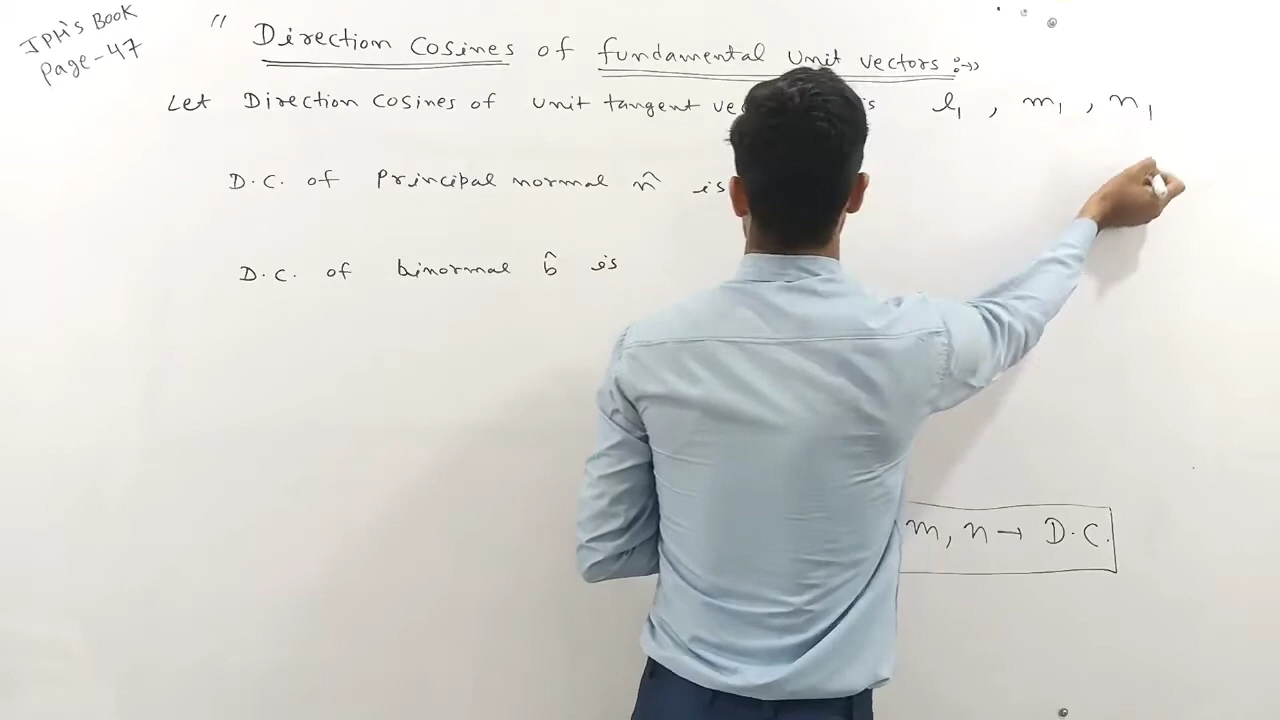 JPH's Book
Page-47
" Direction Cosines of fundamental Unit vectors :→
Let Direction Cosines of unit tangent is l₁ , m₁ , n₁
D.C. of Principal normal n̂ is
D.C. of binormal b̂ is
m, n → D.C.